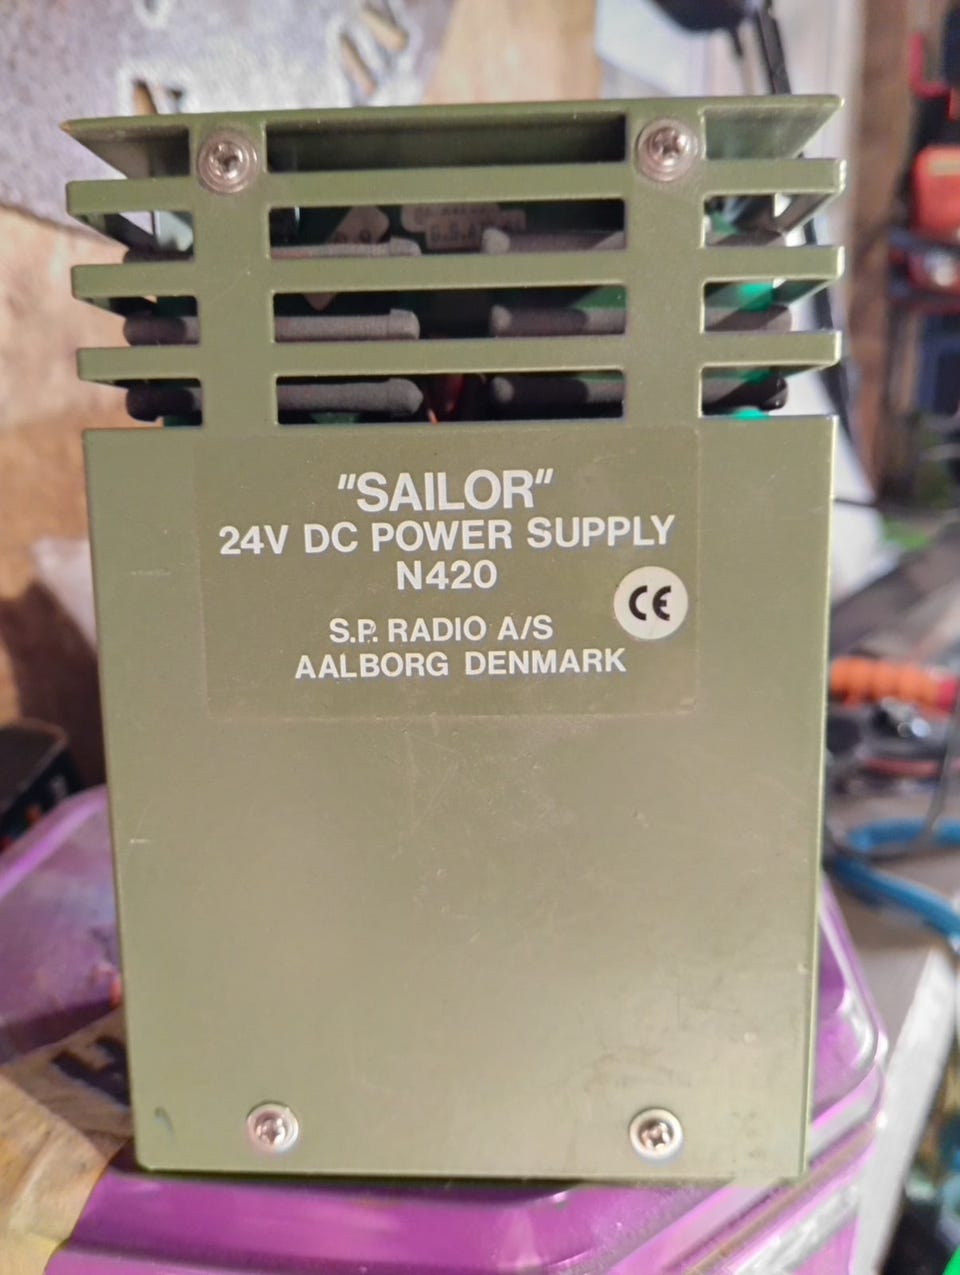 "SAILOR"
24V DC POWER SUPPLY
N420
CE
S.P. RADIO A/S
AALBORG DENMARK